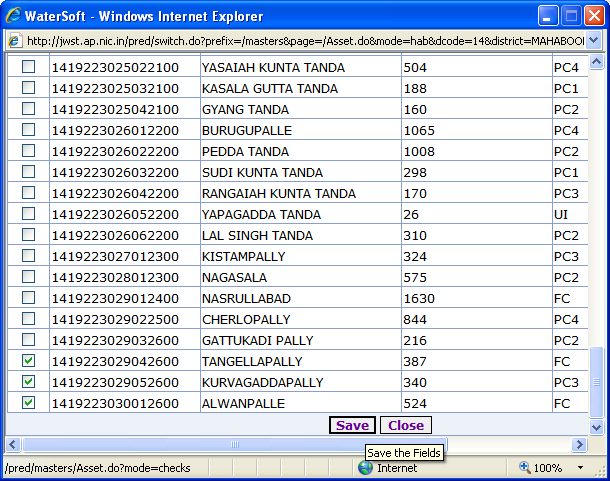 WaterSoft - Windows Internet Explorer
http://jwst.ap.nic.in/pred/switch.do?prefix=/masters&page=/Asset.do&mode=hab&dcode=14&district=MAHABOO
1419223025022100 YASAIAH KUNTA TANDA 504 PC4
1419223025032100 KASALA GUTTA TANDA 188 PC1
1419223025042100 GYANG TANDA 160 PC2
1419223026012200 BURUGUPALLE 1065 PC4
1419223026022200 PEDDA TANDA 1008 PC2
1419223026032200 SUDI KUNTA TANDA 298 PC1
1419223026042200 RANGAIAH KUNTA TANDA 170 PC3
1419223026052200 YAPAGADDA TANDA 26 UI
1419223026062200 LAL SINGH TANDA 310 PC2
1419223027012300 KISTAMPALLY 324 PC3
1419223028012300 NAGASALA 575 PC2
1419223029012400 NASRULLABAD 1630 FC
1419223029022500 CHERLOPALLY 844 PC4
1419223029032600 GATTUKADI PALLY 216 PC2
1419223029042600 TANGELLAPALLY 387 FC
1419223029052600 KURVAGADDAPALLY 340 PC3
1419223030012600 ALWANPALLE 524 FC
Save Close
Save the Fields
/pred/masters/Asset.do?mode=checks Internet 100%